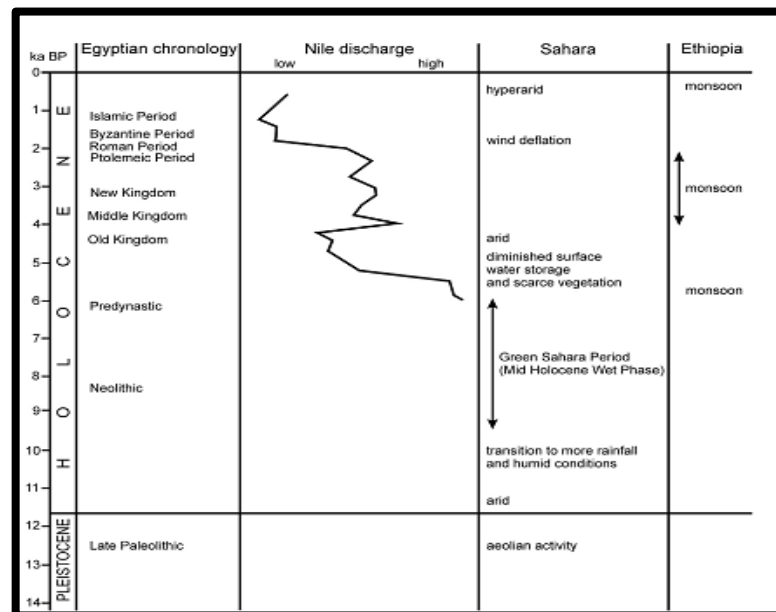 ka BP
Egyptian chronology
Nile discharge
low high
Sahara
Ethiopia
0
1
2
3
4
5
6
7
8
9
10
11
12
13
14
HOLOCENE
PLEISTOCENE
Islamic Period
Byzantine Period
Roman Period
Ptolemeic Period
New Kingdom
Middle Kingdom
Old Kingdom
Predynastic
Neolithic
Late Paleolithic
hyperarid
wind deflation
arid
diminished surface
water storage
and scarce vegetation
Green Sahara Period
(Mid Holocene Wet Phase)
transition to more rainfall
and humid conditions
arid
aeolian activity
monsoon
monsoon
monsoon